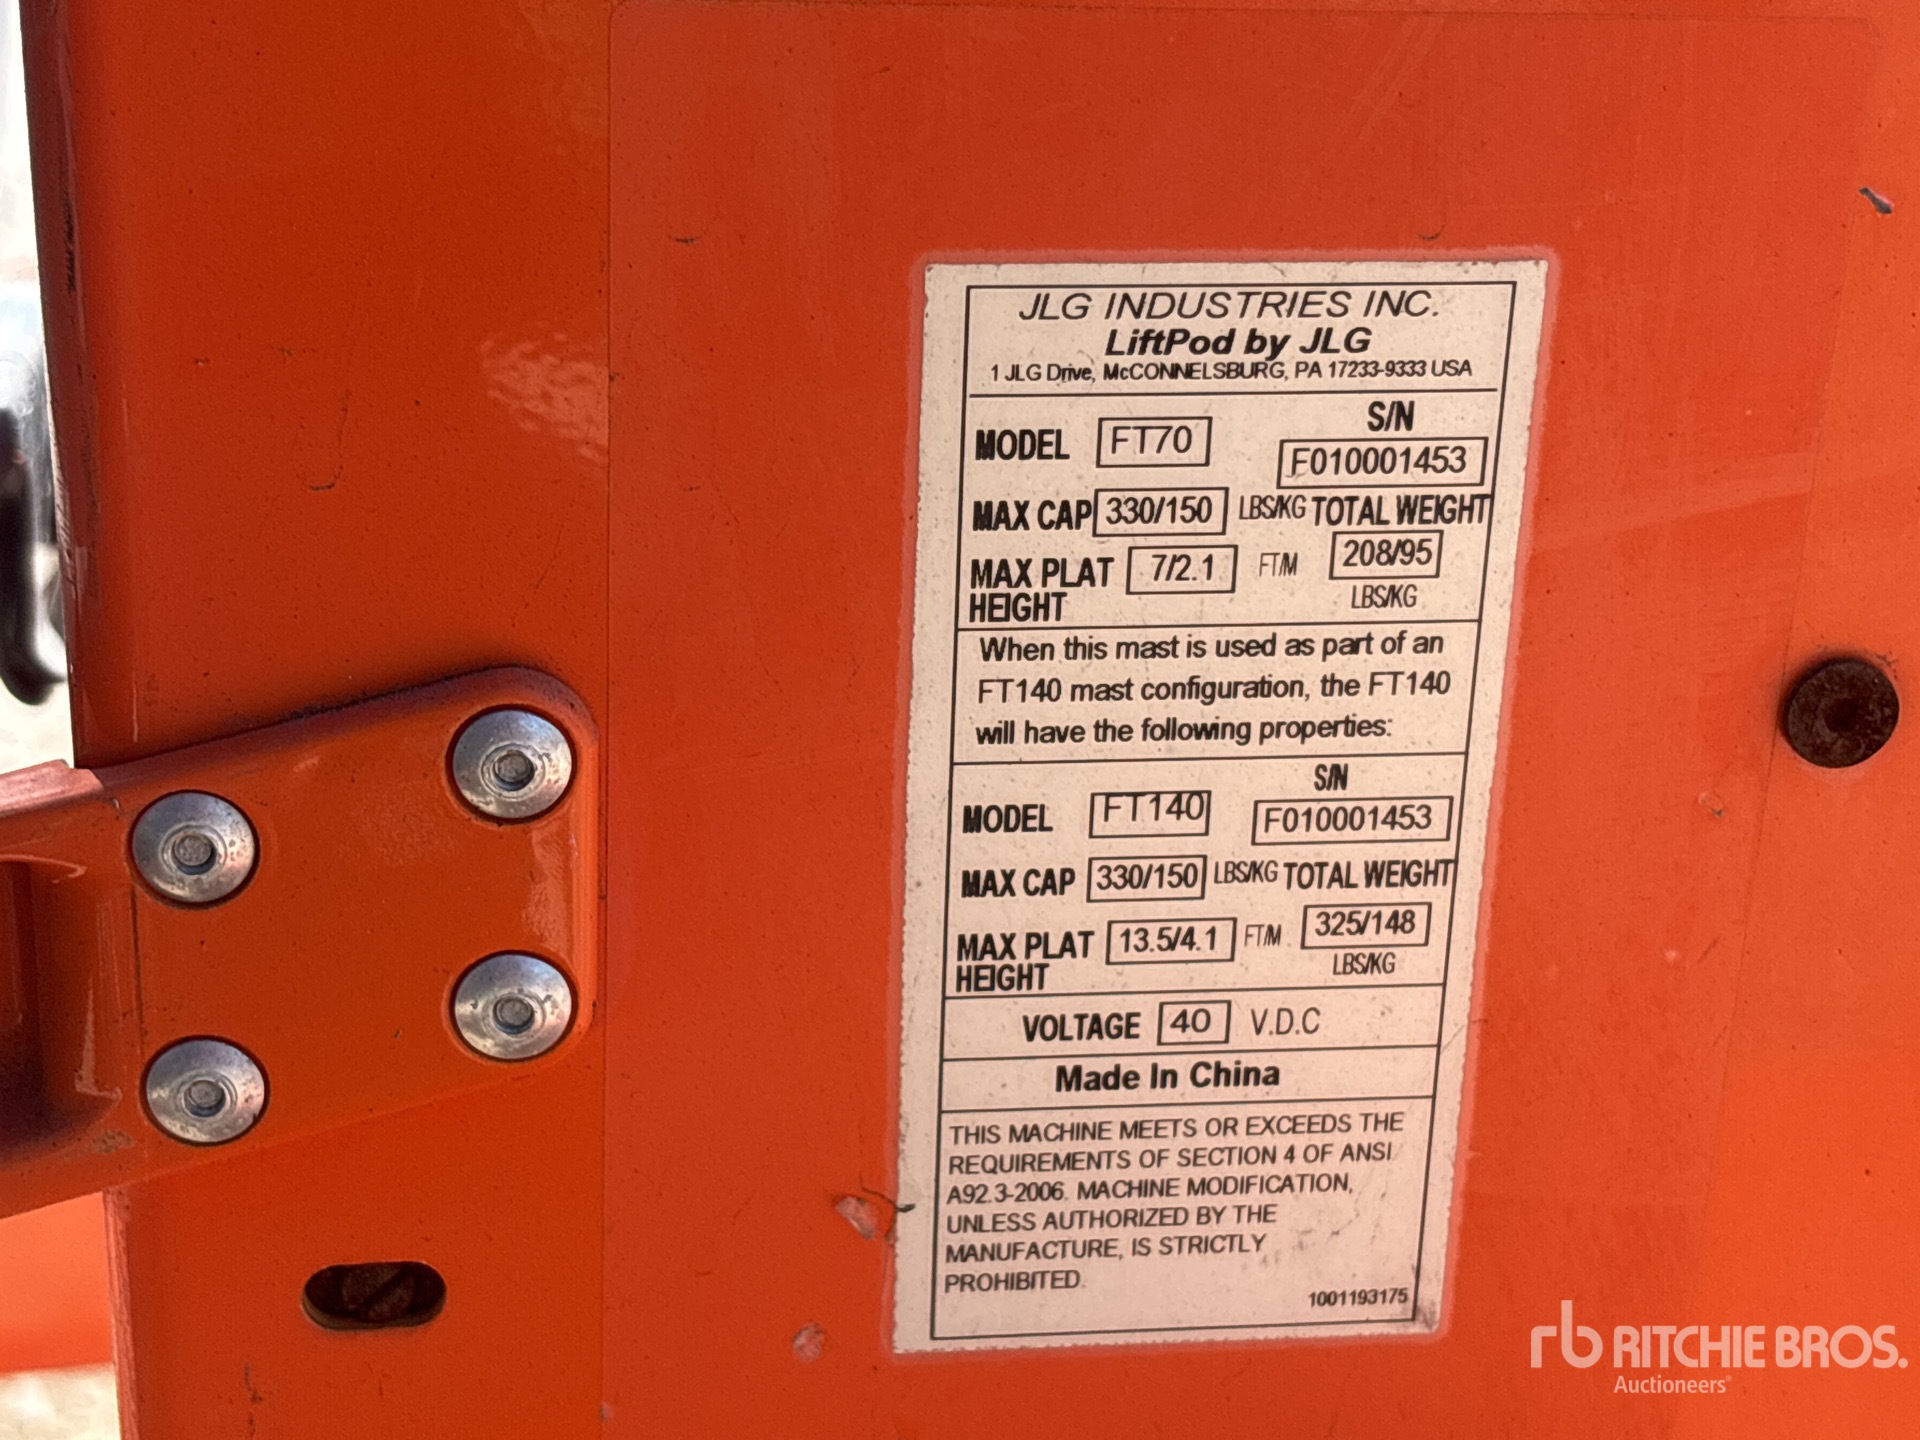 JLG INDUSTRIES INC.
LiftPod by JLG
1 JLG Drive, McCONNELSBURG, PA 17233-9333 USA
MODEL FT70 S/N F010001453
MAX CAP 330/150 LBS/KG TOTAL WEIGHT
MAX PLAT HEIGHT 7/2.1 FT/M 208/95 LBS/KG
When this mast is used as part of an
FT140 mast configuration, the FT140
will have the following properties:
MODEL FT140 S/N F010001453
MAX CAP 330/150 LBS/KG TOTAL WEIGHT
MAX PLAT HEIGHT 13.5/4.1 FT/M 325/148 LBS/KG
VOLTAGE 40 V.D.C
Made In China
THIS MACHINE MEETS OR EXCEEDS THE
REQUIREMENTS OF SECTION 4 OF ANSI
A92.3-2006. MACHINE MODIFICATION,
UNLESS AUTHORIZED BY THE
MANUFACTURE, IS STRICTLY
PROHIBITED.
1001193175
rb RITCHIE BROS.
Auctioneers